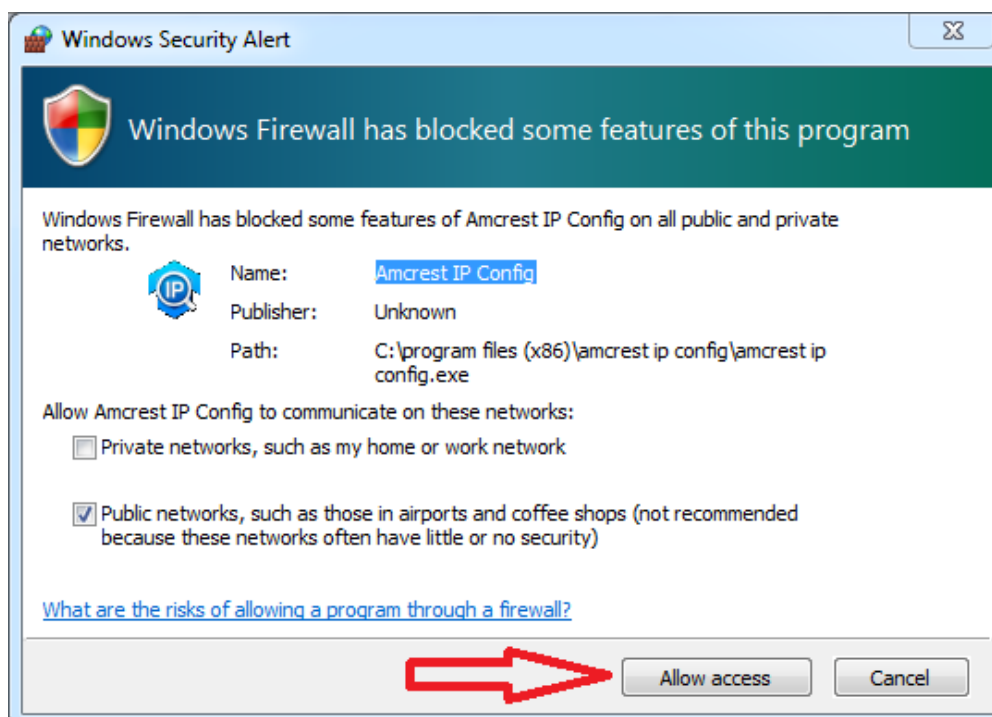 Windows Security Alert
Windows Firewall has blocked some features of this program
Windows Firewall has blocked some features of Amcrest IP Config on all public and private
networks.
IP
Name: Amcrest IP Config
Publisher: Unknown
Path: C:\program files (x86)\amcrest ip config\amcrest ip
config.exe
Allow Amcrest IP Config to communicate on these networks:
Private networks, such as my home or work network
Public networks, such as those in airports and coffee shops (not recommended
because these networks often have little or no security)
What are the risks of allowing a program through a firewall?
Allow access Cancel